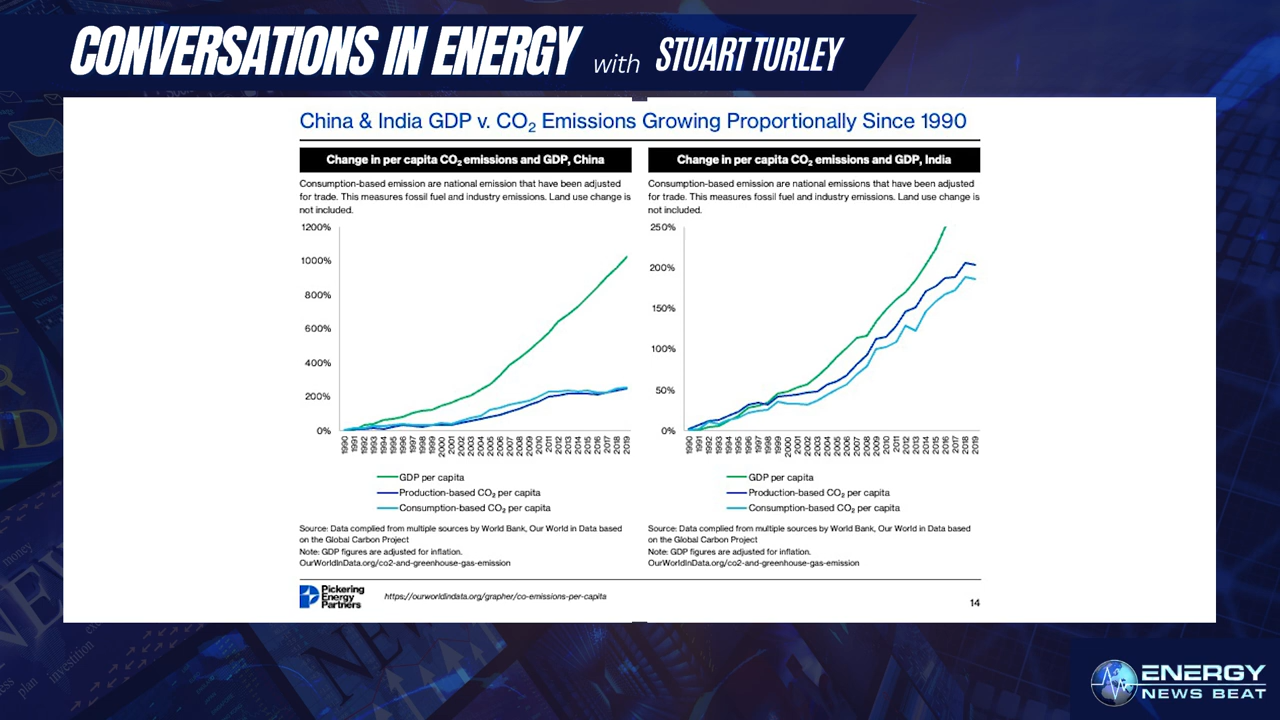 CONVERSATIONS IN ENERGY with STUART TURLEY
China & India GDP v. CO₂ Emissions Growing Proportionally Since 1990
Change in per capita CO₂ emissions and GDP, China
Consumption-based emission are national emission that have been adjusted
for trade. This measures fossil fuel and industry emissions. Land use change is
not included.
1200%
1000%
800%
600%
400%
200%
0%
1990 1991 1992 1993 1994 1995 1996 1997 1998 1999 2000 2001 2002 2003 2004 2005 2006 2007 2008 2009 2010 2011 2012 2013 2014 2015 2016 2017 2018 2019
GDP per capita
Production-based CO₂ per capita
Consumption-based CO₂ per capita
Source: Data complied from multiple sources by World Bank, Our World in Data based
on the Global Carbon Project
Note: GDP figures are adjusted for inflation.
OurWorldInData.org/co2-and-greenhouse-gas-emission
Change in per capita CO₂ emissions and GDP, India
Consumption-based emission are national emissions that have been adjusted
for trade. This measures fossil fuel and industry emissions. Land use change is
not included.
250%
200%
150%
100%
50%
0%
1990 1991 1992 1993 1994 1995 1996 1997 1998 1999 2000 2001 2002 2003 2004 2005 2006 2007 2008 2009 2010 2011 2012 2013 2014 2015 2016 2017 2018 2019
GDP per capita
Production-based CO₂ per capita
Consumption-based CO₂ per capita
Source: Data complied from multiple sources by World Bank, Our World in Data based
on the Global Carbon Project
Note: GDP figures are adjusted for inflation.
OurWorldInData.org/co2-and-greenhouse-gas-emission
Pickering
Energy
Partners
https://ourworldindata.org/grapher/co-emissions-per-capita
14
money
investition
plan
NEW
ENERGY
NEWS BEAT